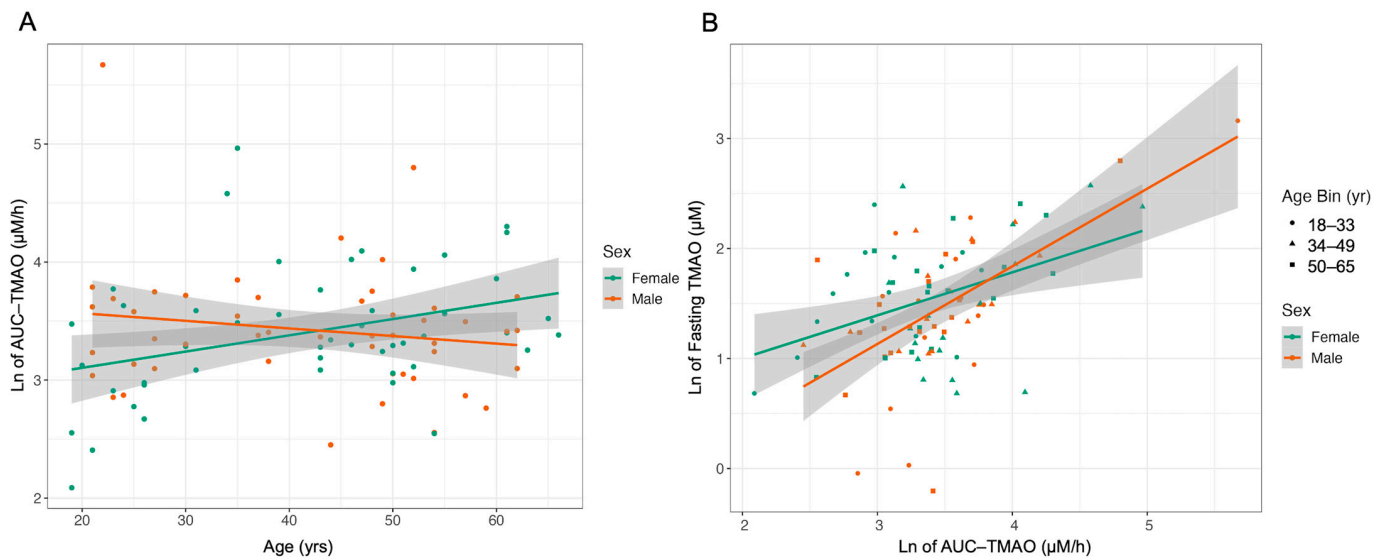 A
Ln of AUC–TMAO (µM/h)
5
4
3
2
20
30
40
50
60
Age (yrs)
Sex
Female
Male
B
Ln of Fasting TMAO (µM)
3
2
1
0
2
3
4
5
Ln of AUC–TMAO (µM/h)
Age Bin (yr)
18–33
34–49
50–65
Sex
Female
Male